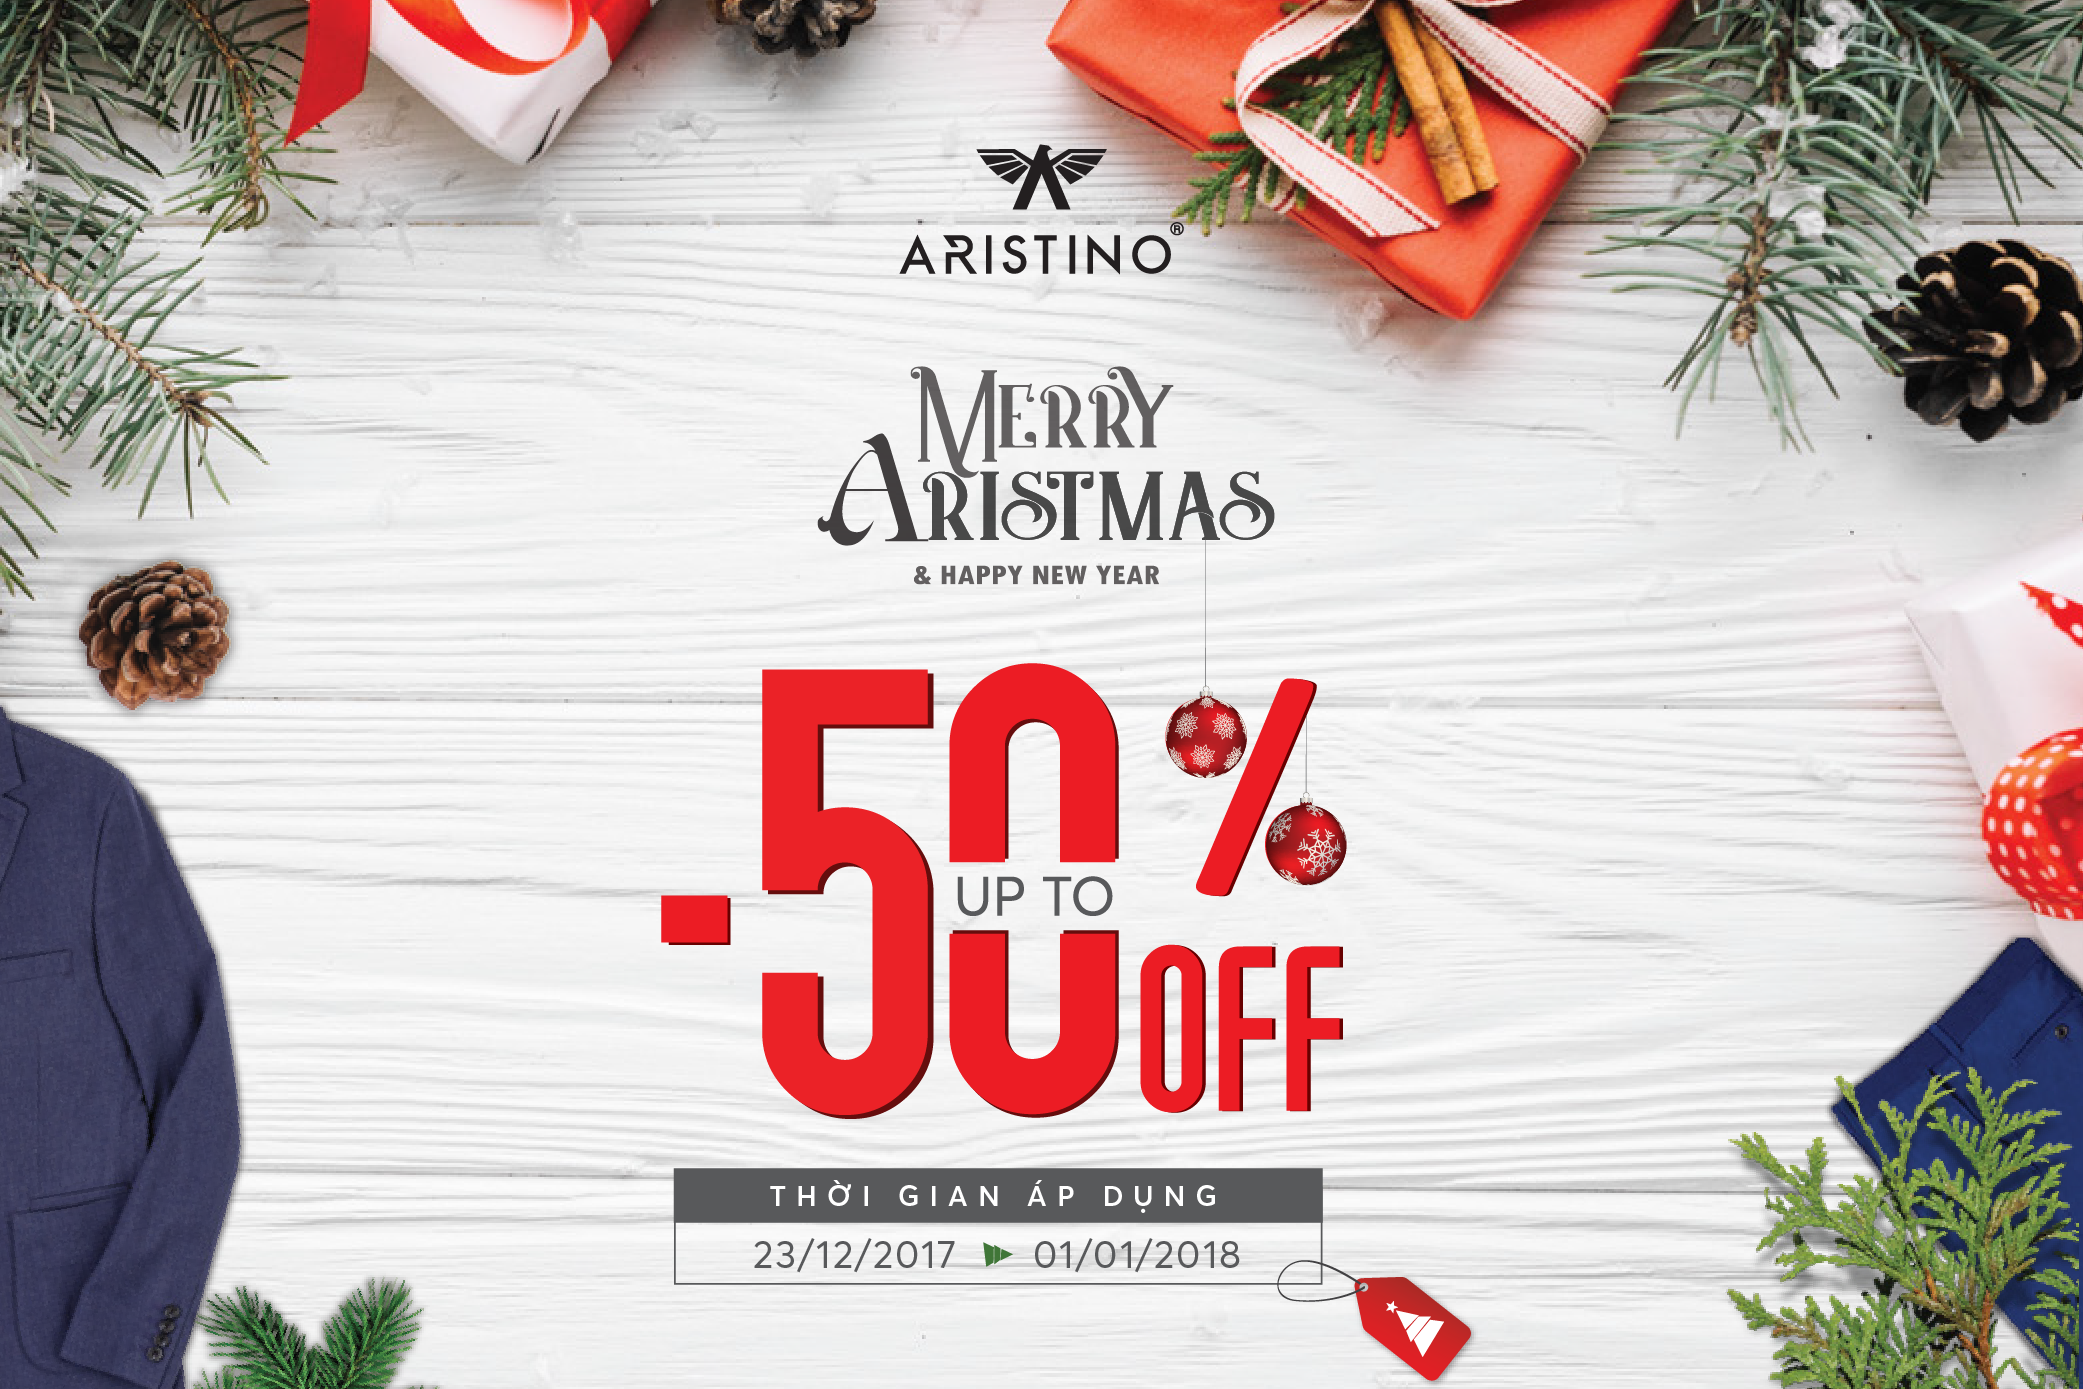 ARISTINO®
MERRY
ARISTMAS
& HAPPY NEW YEAR
-50%
UP TO
OFF
THỜI GIAN ÁP DỤNG
23/12/2017 01/01/2018